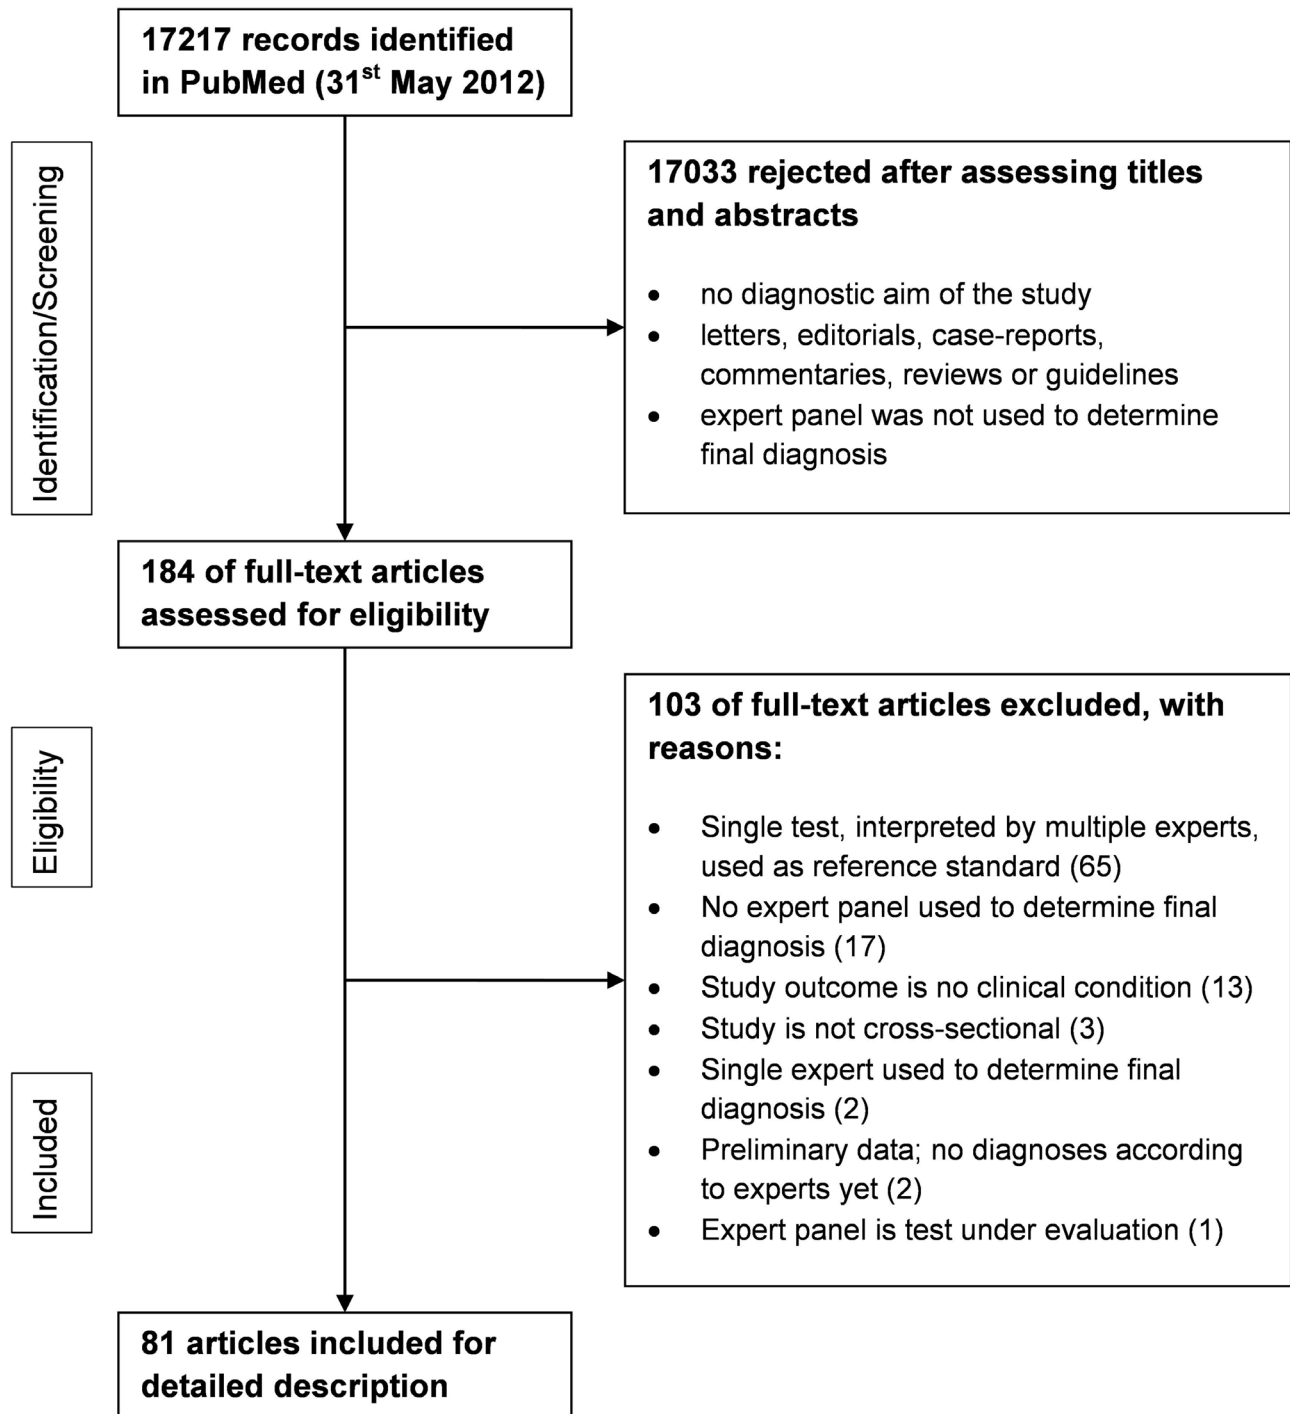 17217 records identified
in PubMed (31st May 2012)
Identification/Screening
17033 rejected after assessing titles
and abstracts
• no diagnostic aim of the study
• letters, editorials, case-reports,
commentaries, reviews or guidelines
• expert panel was not used to determine
final diagnosis
184 of full-text articles
assessed for eligibility
Eligibility
103 of full-text articles excluded, with
reasons:
• Single test, interpreted by multiple experts,
used as reference standard (65)
• No expert panel used to determine final
diagnosis (17)
• Study outcome is no clinical condition (13)
• Study is not cross-sectional (3)
• Single expert used to determine final
diagnosis (2)
• Preliminary data; no diagnoses according
to experts yet (2)
• Expert panel is test under evaluation (1)
Included
81 articles included for
detailed description